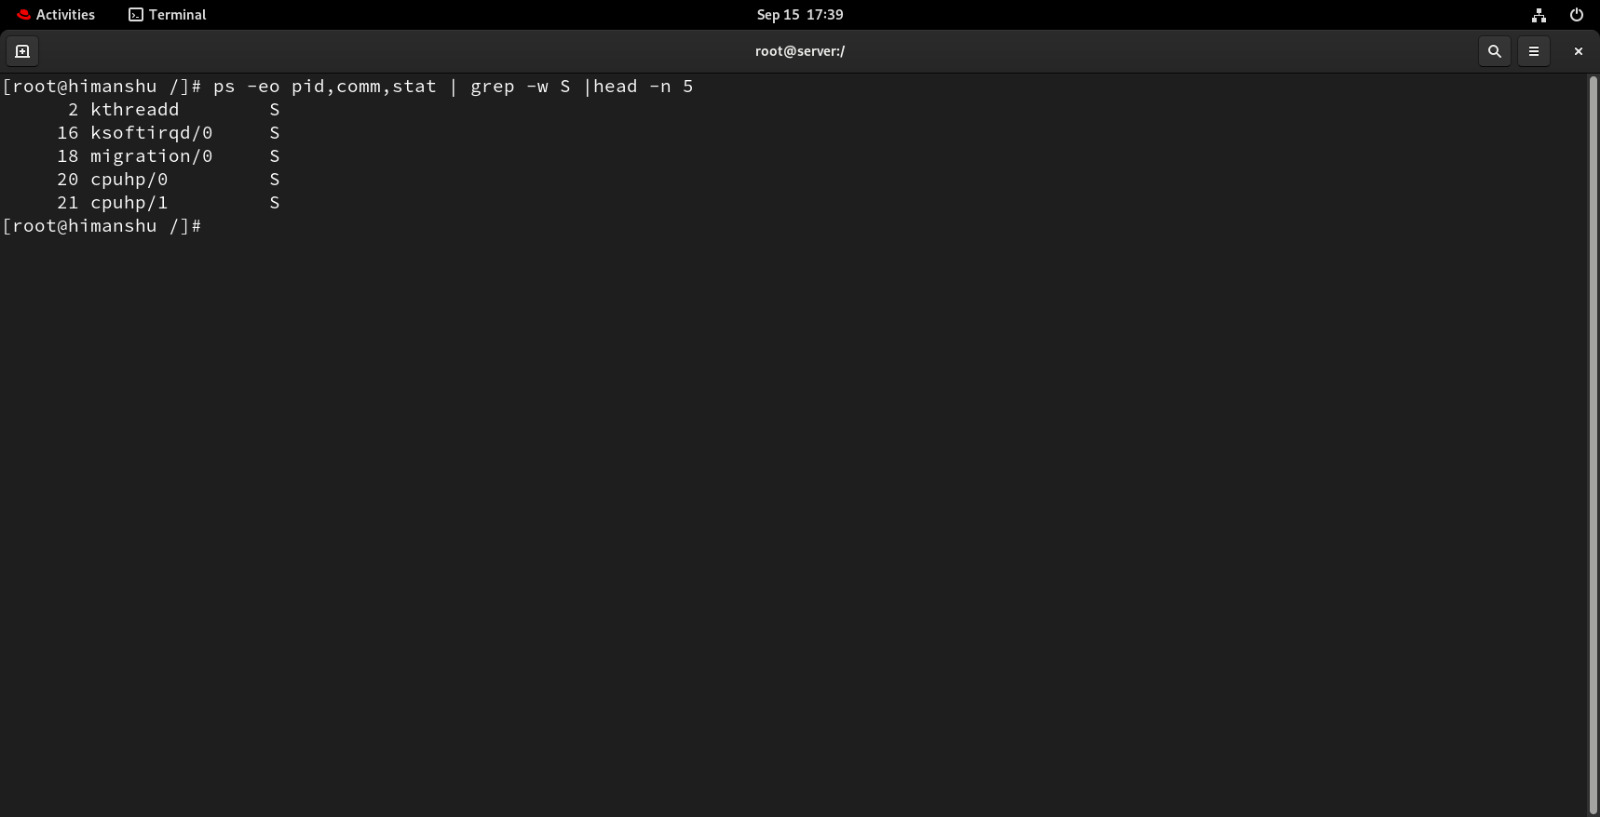 Activities Terminal Sep 15 17:39
root@server:/
[root@himanshu /]# ps -eo pid,comm,stat | grep -w S |head -n 5
      2 kthreadd        S
     16 ksoftirqd/0     S
     18 migration/0     S
     20 cpuhp/0         S
     21 cpuhp/1         S
[root@himanshu /]#